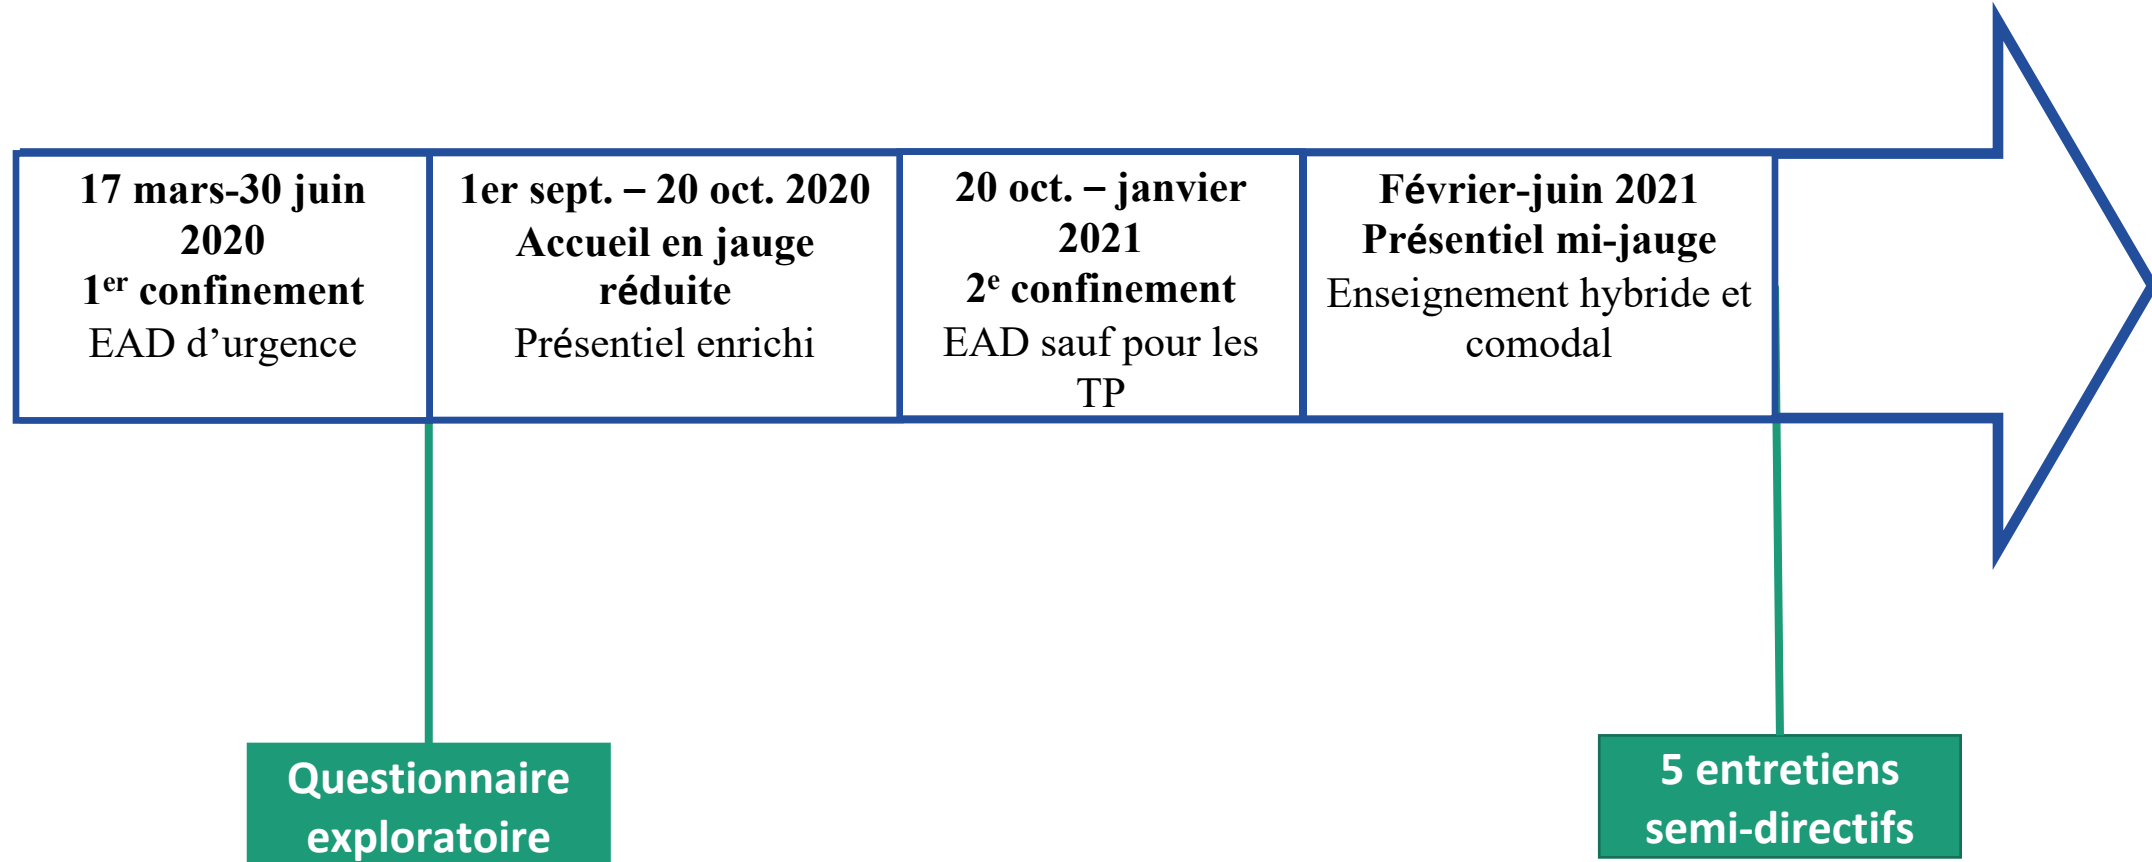 17 mars-30 juin
2020
1er confinement
EAD d’urgence
1er sept. – 20 oct. 2020
Accueil en jauge
réduite
Présentiel enrichi
20 oct. – janvier
2021
2e confinement
EAD sauf pour les
TP
Février-juin 2021
Présentiel mi-jauge
Enseignement hybride et
comodal
Questionnaire
exploratoire
5 entretiens
semi-directifs